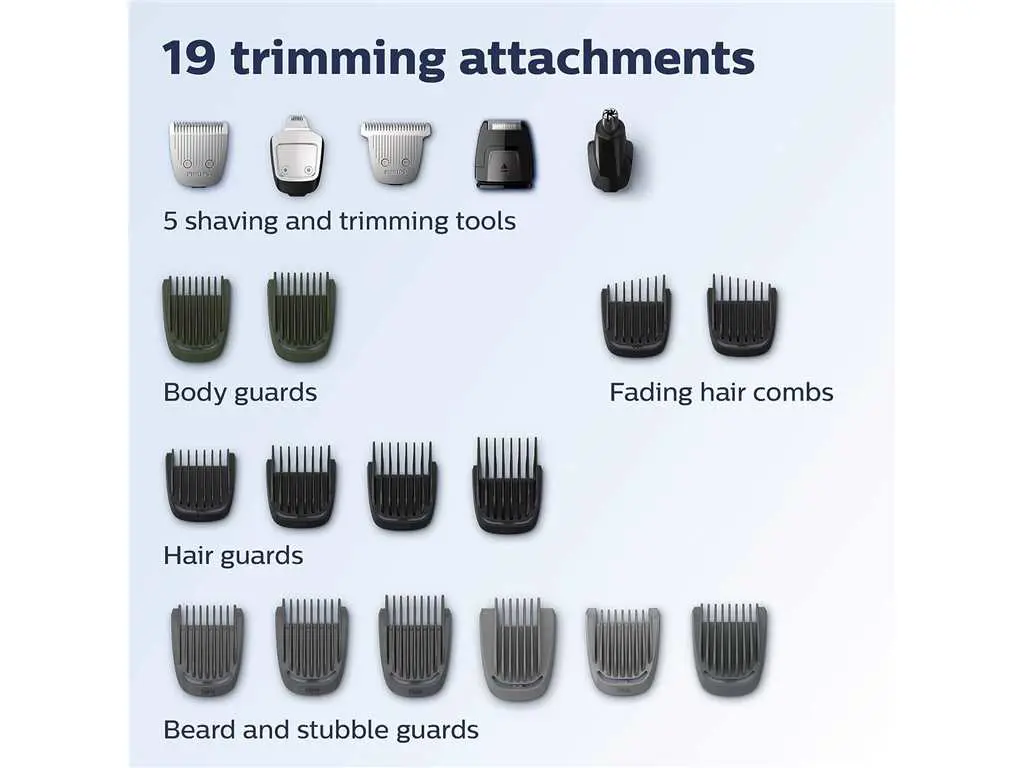 19 trimming attachments
PHILIPS
5 shaving and trimming tools
Body guards
Fading hair combs
Hair guards
Beard and stubble guards